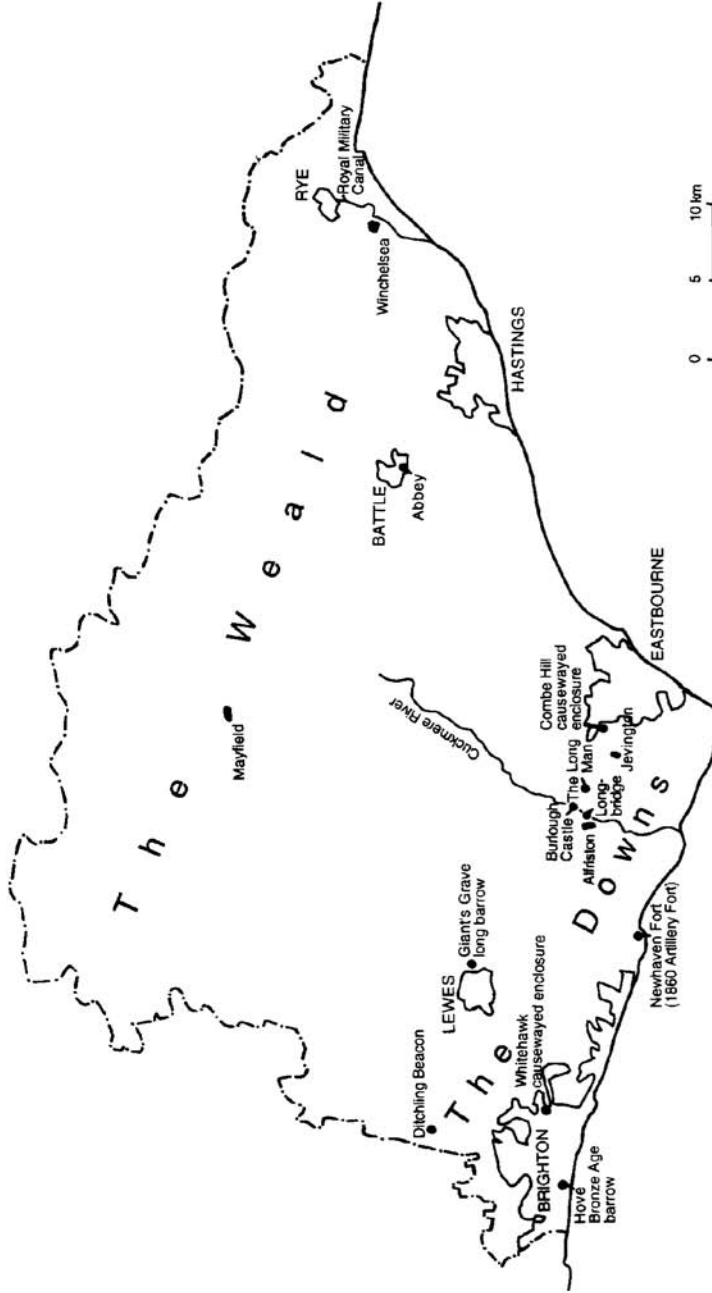 The Weald
Mayfield
RYE
Royal Military
Canal
Winchelsea
BATTLE
Abbey
HASTINGS
Cuckmere River
Combe Hill
causewayed
enclosure
EASTBOURNE
The Long
Man
Jevington
Burlough
Castle
Long-
bridge
Alfriston
The Downs
Ditchling Beacon
LEWES
Giant's Grave
long barrow
Whitehawk
causewayed enclosure
BRIGHTON
Hove
Bronze Age
barrow
Newhaven Fort
(1860 Artillery Fort)
0 5 10 km